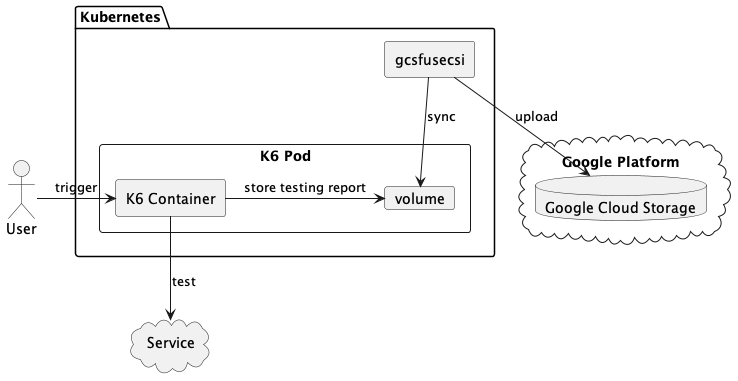 Kubernetes
gcsfusecsi
sync
upload
K6 Pod
Google Platform
trigger
K6 Container
store testing report
volume
Google Cloud Storage
User
test
Service